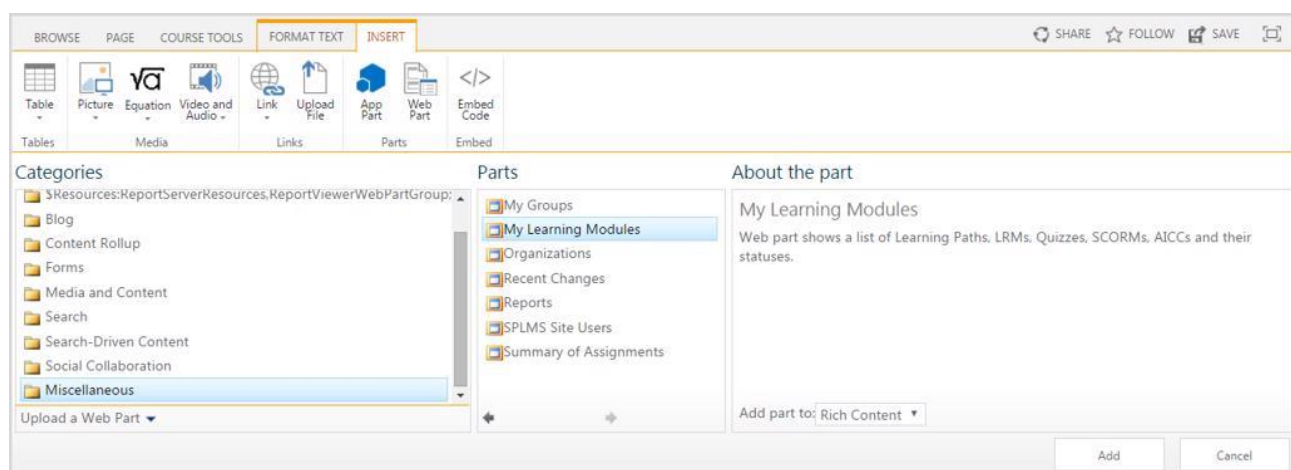 BROWSE PAGE COURSE TOOLS FORMAT TEXT INSERT SHARE FOLLOW SAVE
Table Picture Equation Video and Audio Link Upload File App Part Web Part Embed Code
Tables Media Links Parts Embed
Categories
$Resources:ReportServerResources,ReportViewerWebPartGroup;
Blog
Content Rollup
Forms
Media and Content
Search
Search-Driven Content
Social Collaboration
Miscellaneous
Upload a Web Part
Parts
My Groups
My Learning Modules
Organizations
Recent Changes
Reports
SPLMS Site Users
Summary of Assignments
About the part
My Learning Modules
Web part shows a list of Learning Paths, LRMs, Quizzes, SCORMs, AICCs and their
statuses.
Add part to: Rich Content
Add Cancel